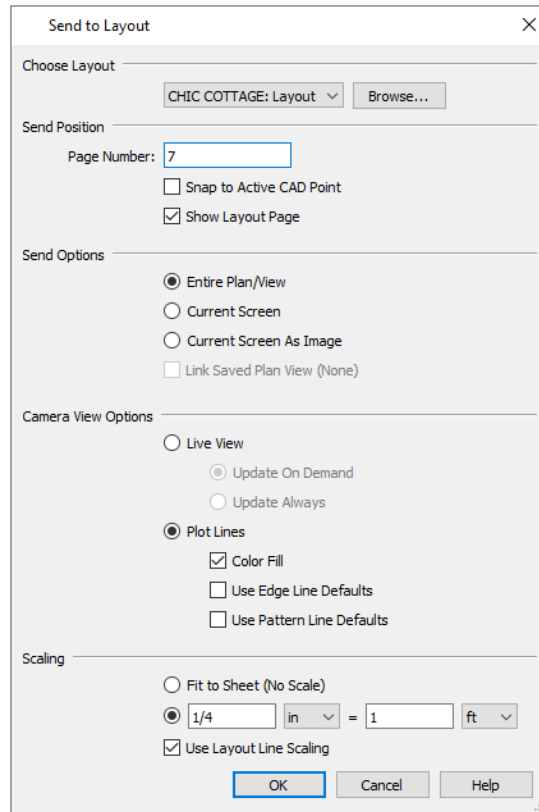 Send to Layout
Choose Layout
CHIC COTTAGE: Layout Browse...
Send Position
Page Number: 7
Snap to Active CAD Point
Show Layout Page
Send Options
Entire Plan/View
Current Screen
Current Screen As Image
Link Saved Plan View (None)
Camera View Options
Live View
Update On Demand
Update Always
Plot Lines
Color Fill
Use Edge Line Defaults
Use Pattern Line Defaults
Scaling
Fit to Sheet (No Scale)
1/4 in = 1 ft
Use Layout Line Scaling
OK Cancel Help